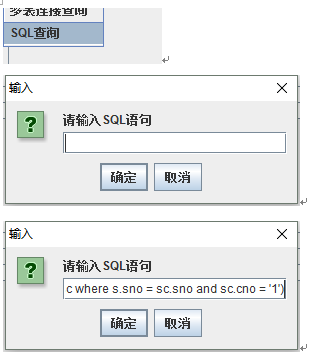 多表连接查询
SQL查询
输入
请输入SQL语句
确定 取消
输入
请输入SQL语句
c where s.sno = sc.sno and sc.cno = '1')
确定 取消